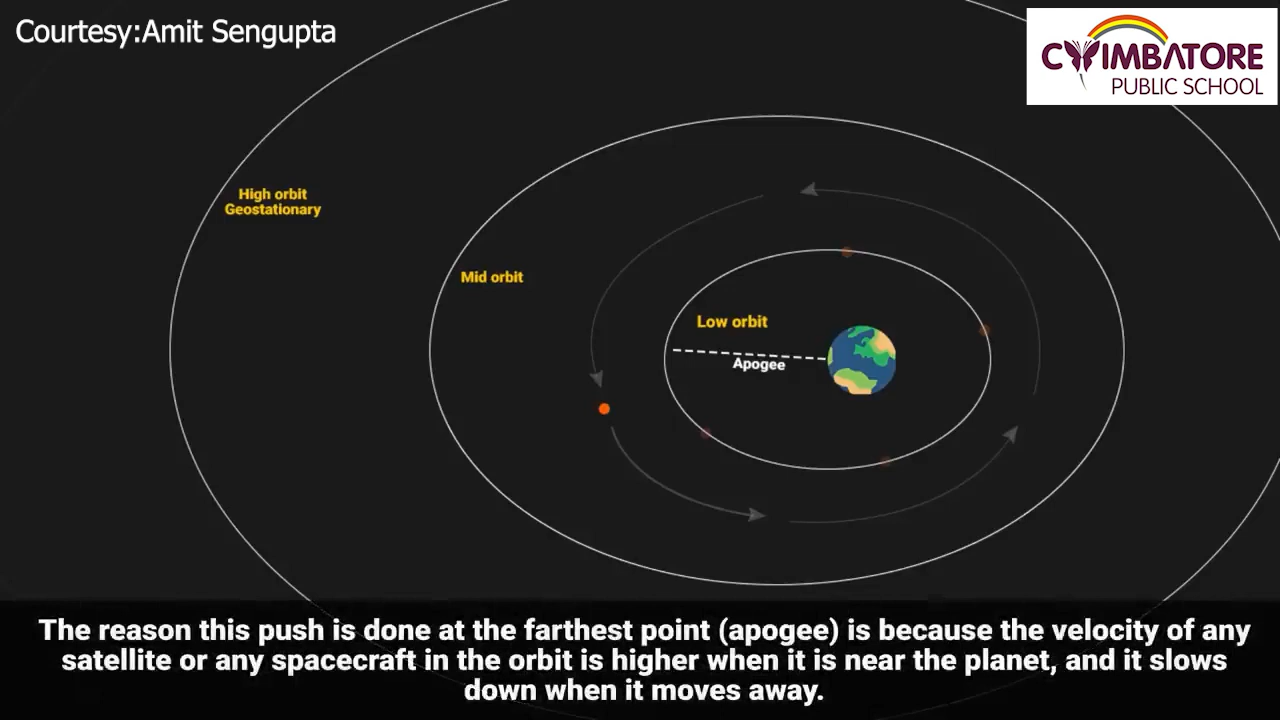 Courtesy:Amit Sengupta
COIMBATORE
PUBLIC SCHOOL
High orbit
Geostationary
Mid orbit
Low orbit
Apogee
The reason this push is done at the farthest point (apogee) is because the velocity of any
satellite or any spacecraft in the orbit is higher when it is near the planet, and it slows
down when it moves away.